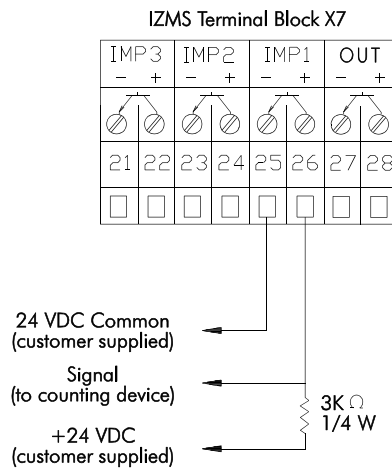 IZMS Terminal Block X7
IMP3 IMP2 IMP1 OUT
− + − + − + − +
21 22 23 24 25 26 27 28
24 VDC Common
(customer supplied)
Signal
(to counting device)
3K Ω
1/4 W
+24 VDC
(customer supplied)